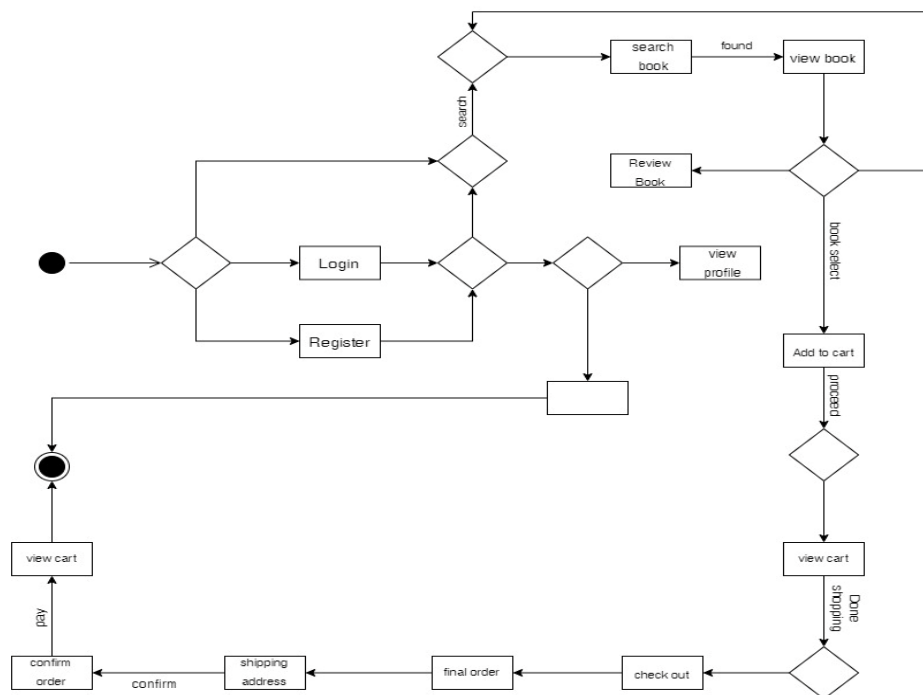 search
book
found
view book
search
Review
Book
book select
Login
view
profile
Register
Add to cart
proceed
view cart
view cart
Done
shopping
pay
confirm
order
confirm
shipping
address
final order
check out